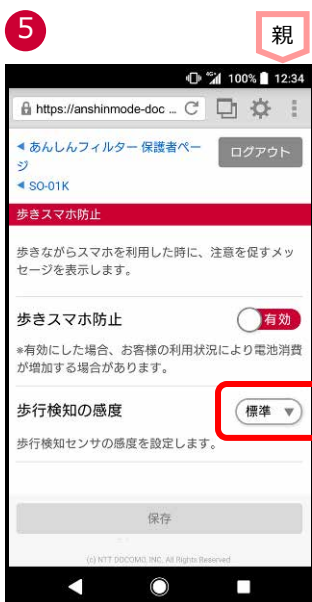 5
親
100% 12:34
https://anshinmode-doc ...
あんしんフィルター 保護者ペー
ジ
ログアウト
SO-01K
歩きスマホ防止
歩きながらスマホを利用した時に、注意を促すメッ
セージを表示します。
歩きスマホ防止
有効
*有効にした場合、お客様の利用状況により電池消費
が増加する場合があります。
歩行検知の感度
標準
歩行検知センサの感度を設定します。
保存
(c) NTT DOCOMO, INC. All Rights Reserved